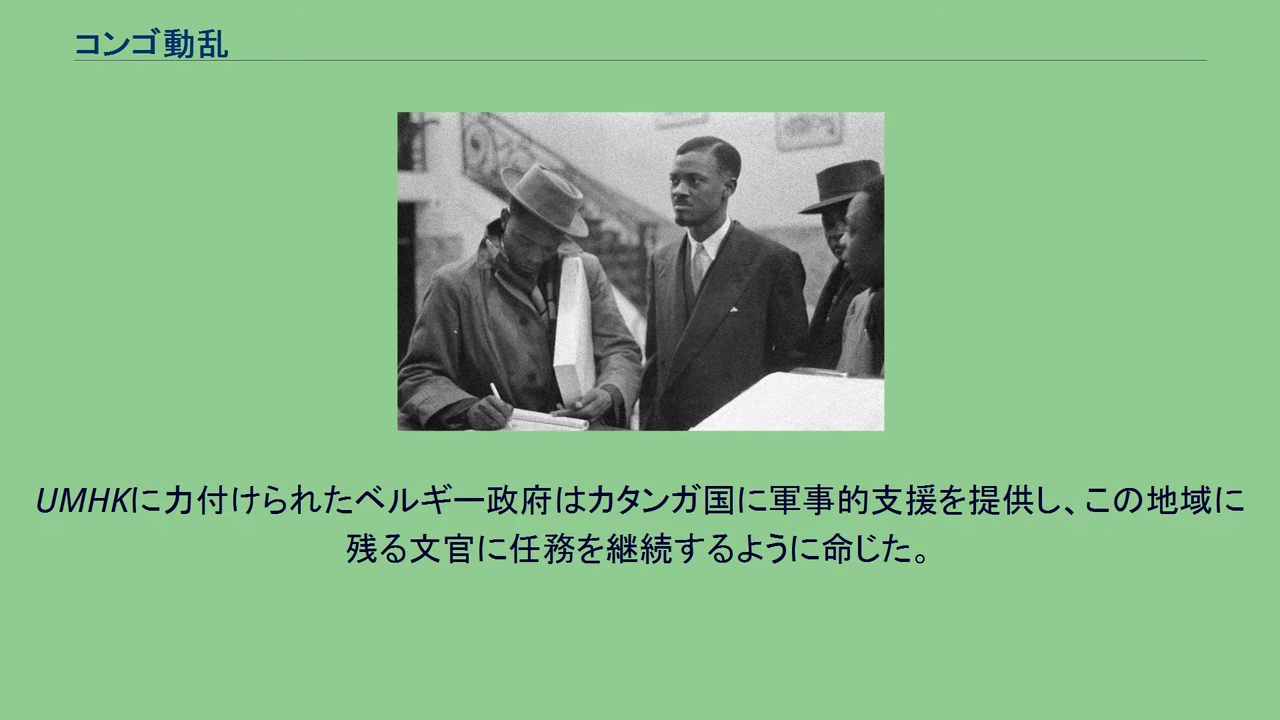 コンゴ動乱
UMHKに力付けられたベルギー政府はカタンガ国に軍事的支援を提供し、この地域に
残る文官に任務を継続するように命じた。